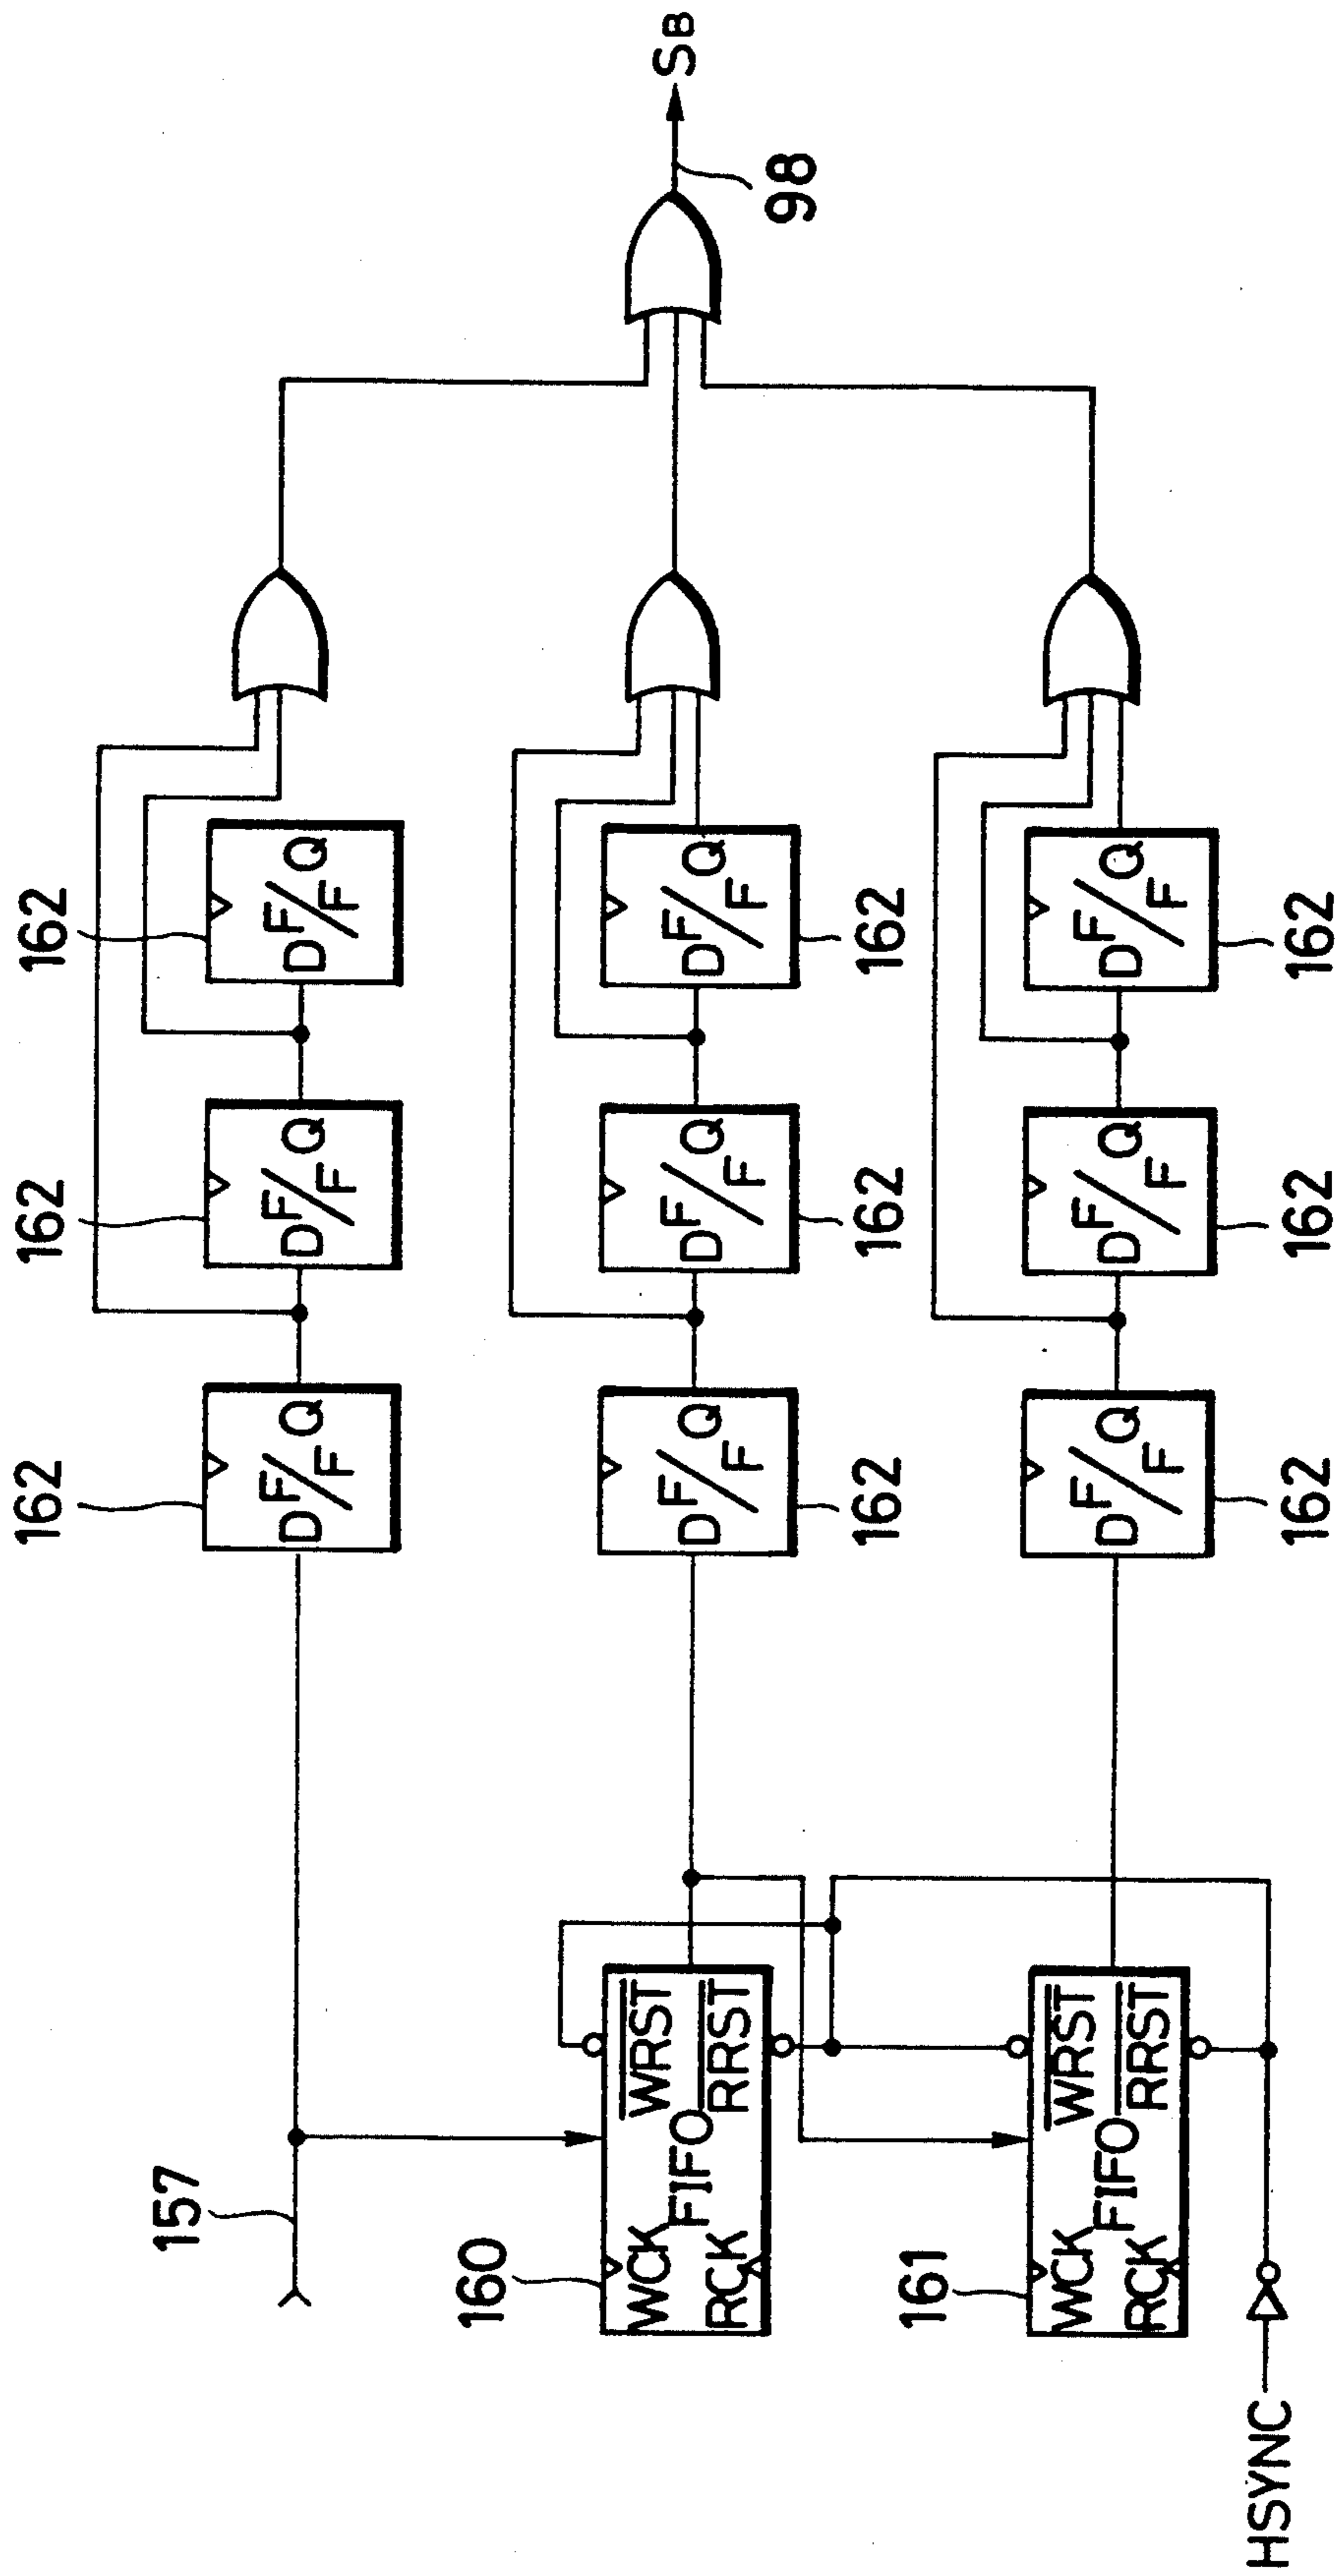 162
162
162
D F/F Q
D F/F Q
D F/F Q
157
SB
98
160
WCK WRST
FIFO
RCK RRST
D F/F Q
D F/F Q
D F/F Q
162
162
162
161
WCK WRST
FIFO
RCK RRST
D F/F Q
D F/F Q
D F/F Q
162
162
162
HSYNC